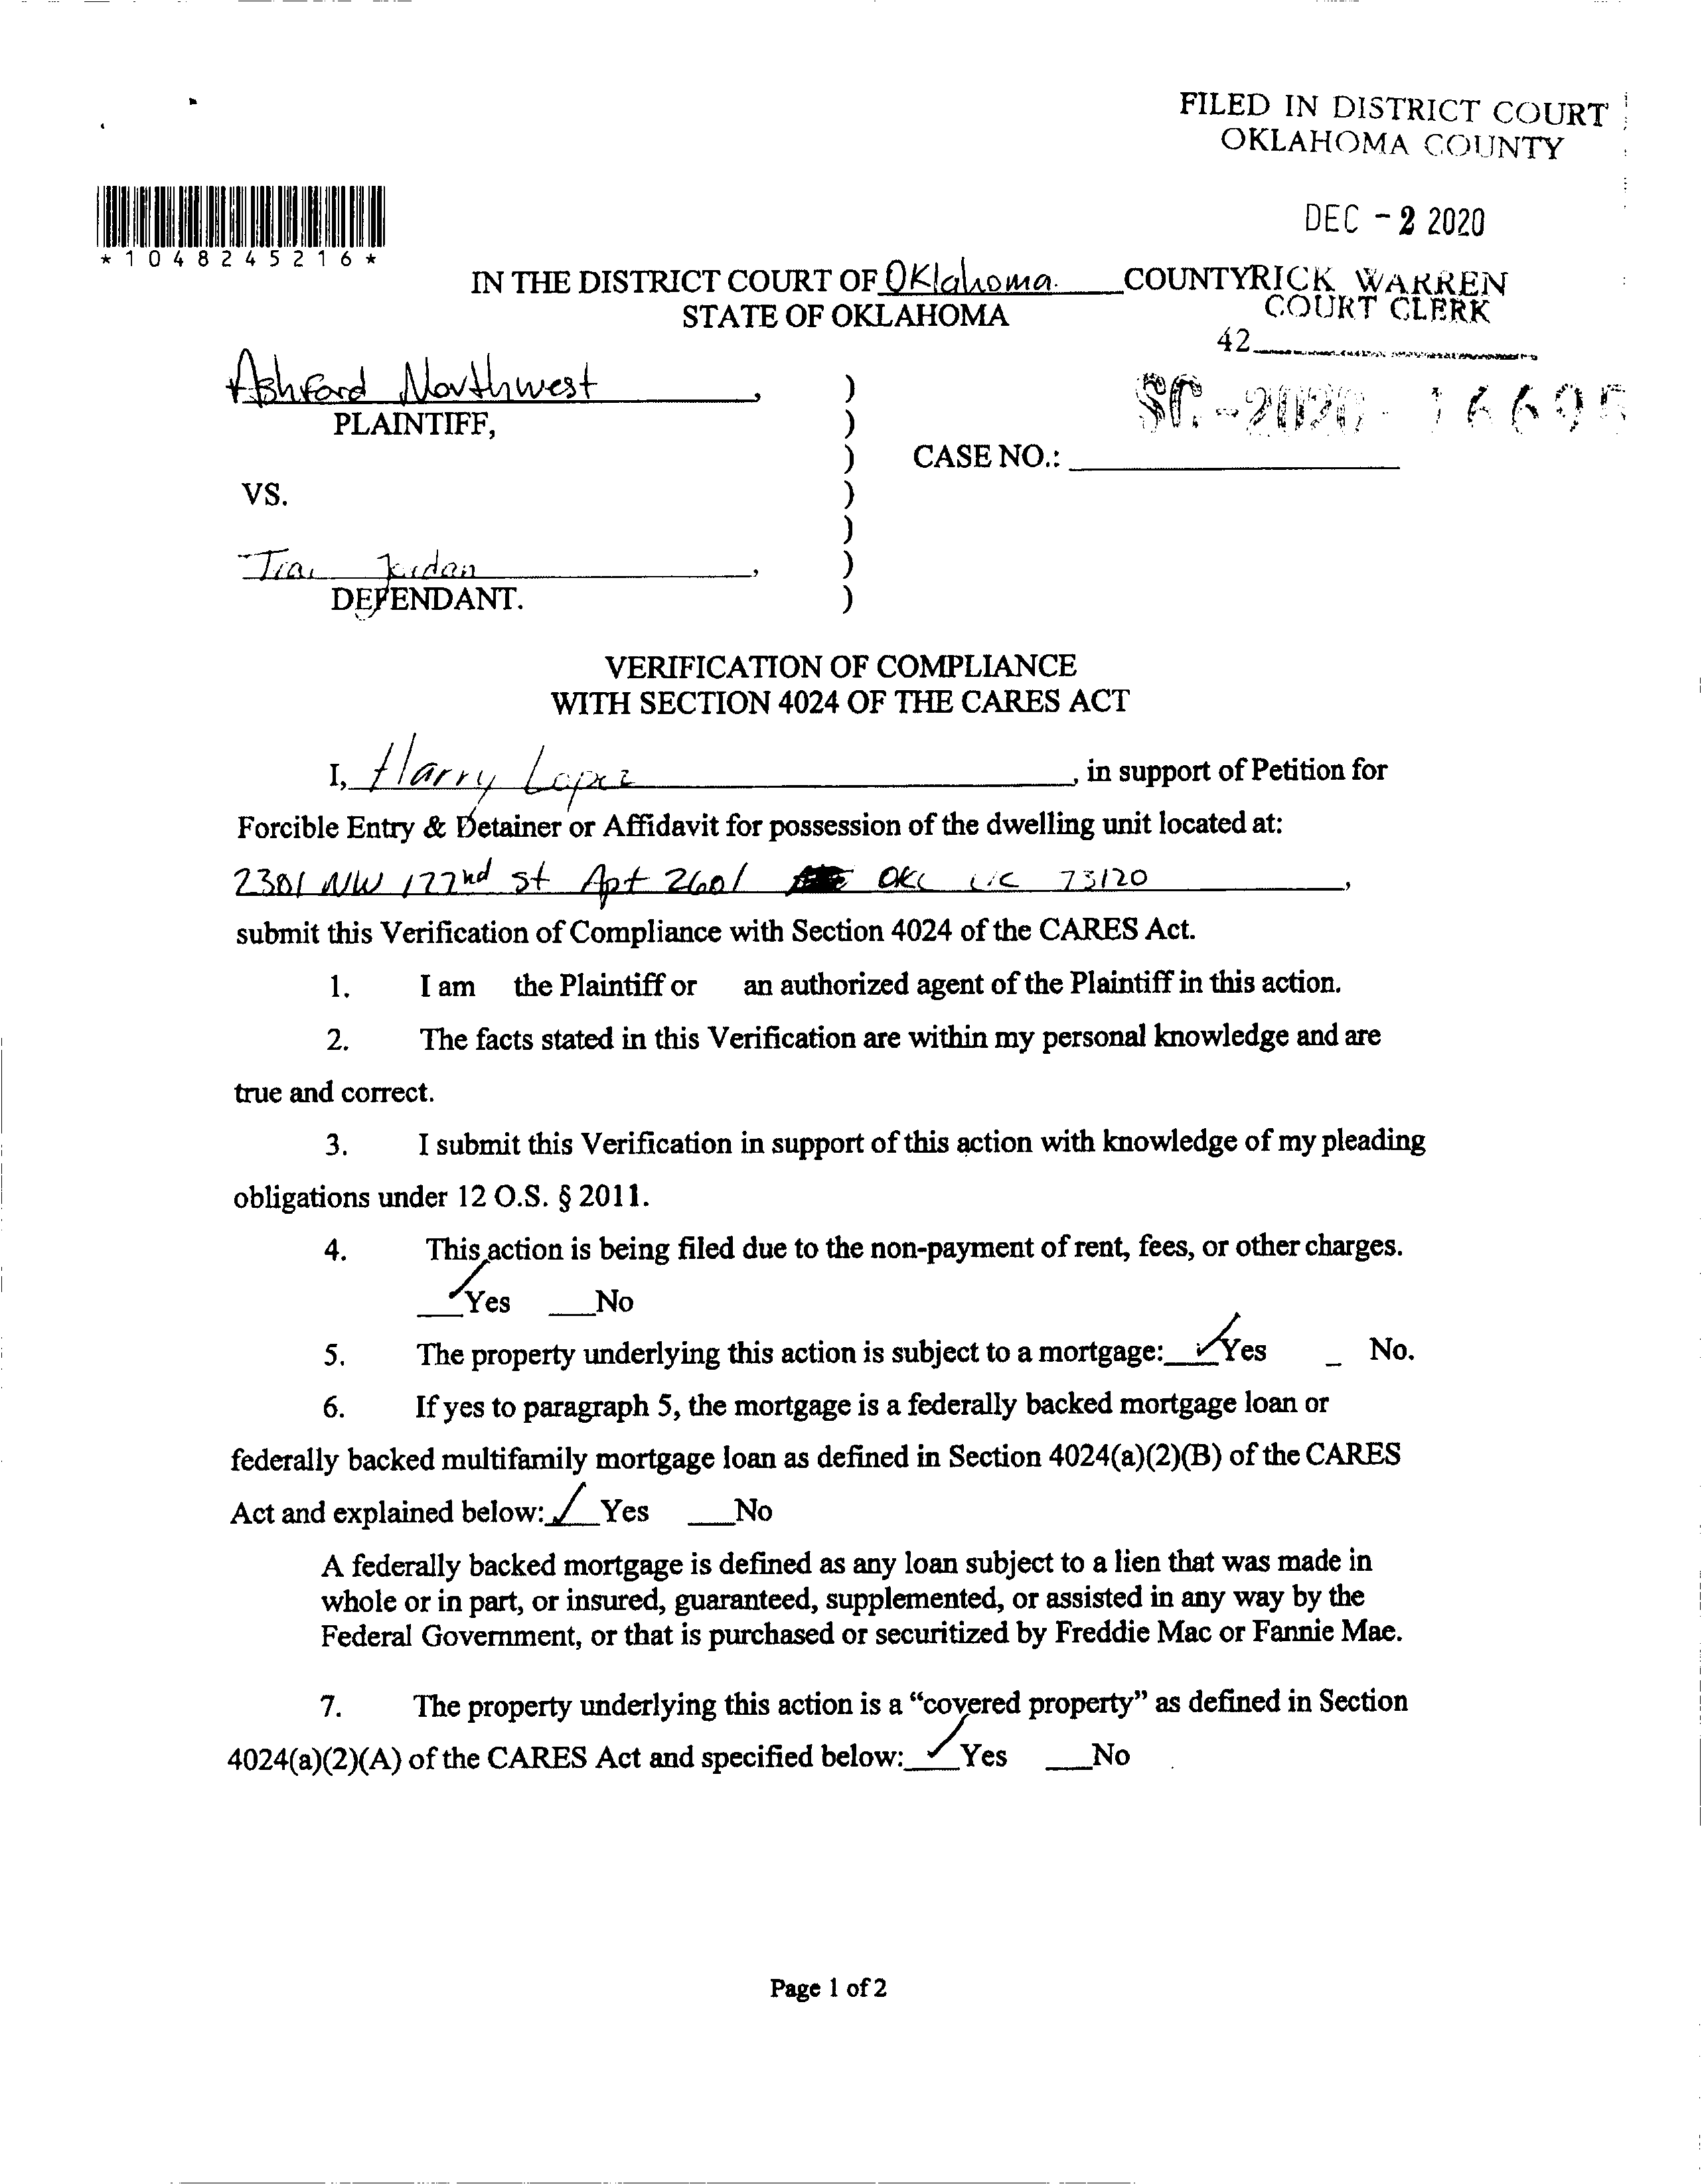 FILED IN DISTRICT COURT
OKLAHOMA COUNTY
DEC - 2 2020
*1048245216*
IN THE DISTRICT COURT OF Oklahoma COUNTY RICK WARREN
STATE OF OKLAHOMA COURT CLERK
42
Ashford Northwest, )
PLAINTIFF, )
SC-2020-16695
) CASE NO.:
VS. )
)
Jordan, )
DEFENDANT. )
VERIFICATION OF COMPLIANCE
WITH SECTION 4024 OF THE CARES ACT
I, Harry Lopez, in support of Petition for
Forcible Entry & Detainer or Affidavit for possession of the dwelling unit located at:
2301 NW 122nd st Apt 2601 OKC 73120,
submit this Verification of Compliance with Section 4024 of the CARES Act.
1. I am the Plaintiff or an authorized agent of the Plaintiff in this action.
2. The facts stated in this Verification are within my personal knowledge and are
true and correct.
3. I submit this Verification in support of this action with knowledge of my pleading
obligations under 12 O.S. § 2011.
4. This action is being filed due to the non-payment of rent, fees, or other charges.
✓Yes __No
5. The property underlying this action is subject to a mortgage: ✓Yes _ No.
6. If yes to paragraph 5, the mortgage is a federally backed mortgage loan or
federally backed multifamily mortgage loan as defined in Section 4024(a)(2)(B) of the CARES
Act and explained below: ✓Yes __No
A federally backed mortgage is defined as any loan subject to a lien that was made in
whole or in part, or insured, guaranteed, supplemented, or assisted in any way by the
Federal Government, or that is purchased or securitized by Freddie Mac or Fannie Mae.
7. The property underlying this action is a “covered property” as defined in Section
4024(a)(2)(A) of the CARES Act and specified below: ✓Yes __No
Page 1 of 2